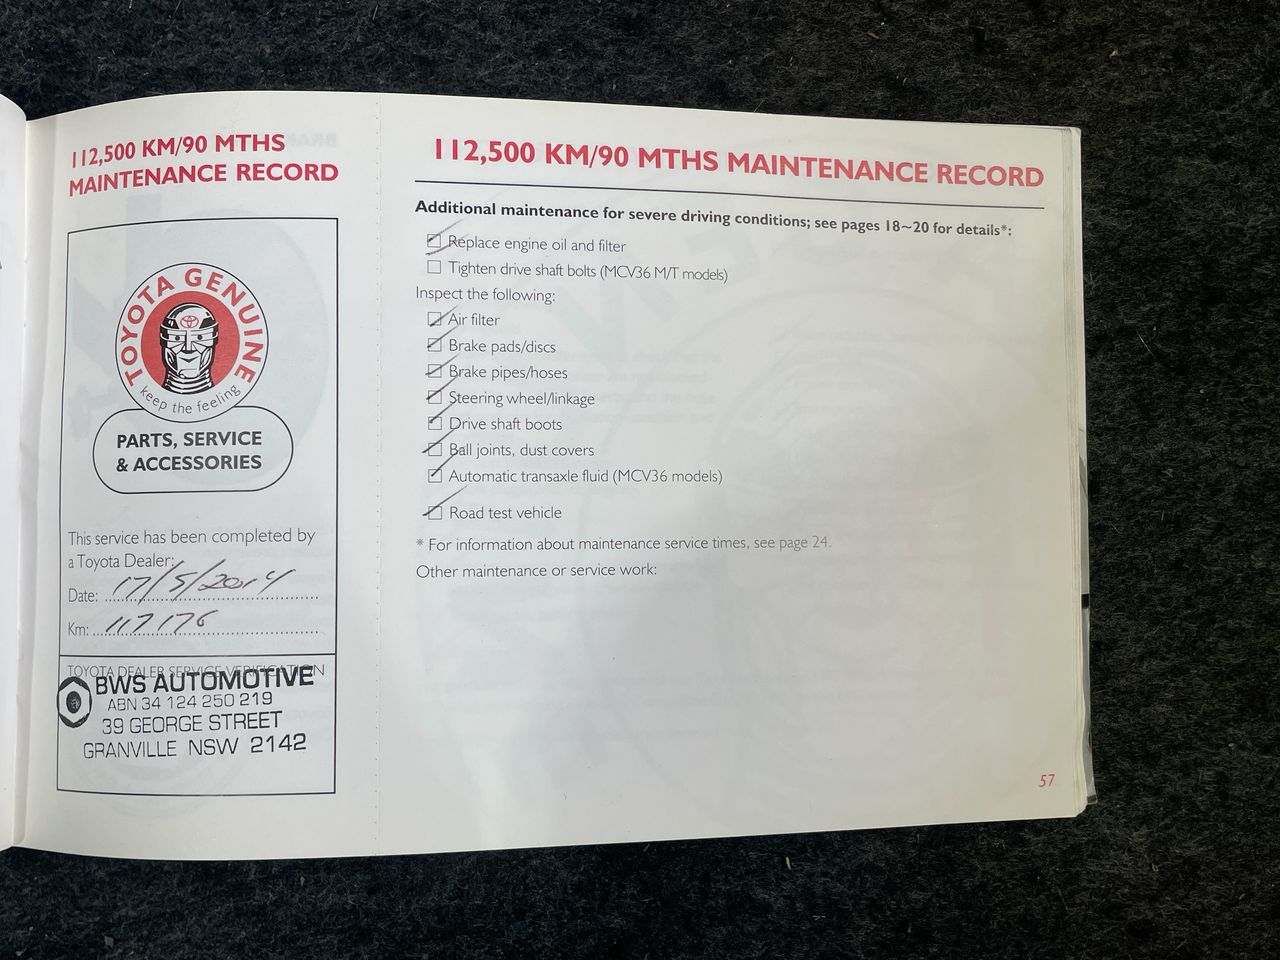 112,500 KM/90 MTHS
MAINTENANCE RECORD
TOYOTA GENUINE
keep the feeling
PARTS, SERVICE
& ACCESSORIES
This service has been completed by
a Toyota Dealer:
Date: 17/5/2014
Km: 117176
TOYOTA DEALER SERVICE VERIFICATION
BWS AUTOMOTIVE
ABN 34 124 250 219
39 GEORGE STREET
GRANVILLE NSW 2142
112,500 KM/90 MTHS MAINTENANCE RECORD
Additional maintenance for severe driving conditions; see pages 18~20 for details*:
Replace engine oil and filter
Tighten drive shaft bolts (MCV36 M/T models)
Inspect the following:
Air filter
Brake pads/discs
Brake pipes/hoses
Steering wheel/linkage
Drive shaft boots
Ball joints, dust covers
Automatic transaxle fluid (MCV36 models)
Road test vehicle
* For information about maintenance service times, see page 24.
Other maintenance or service work:
57